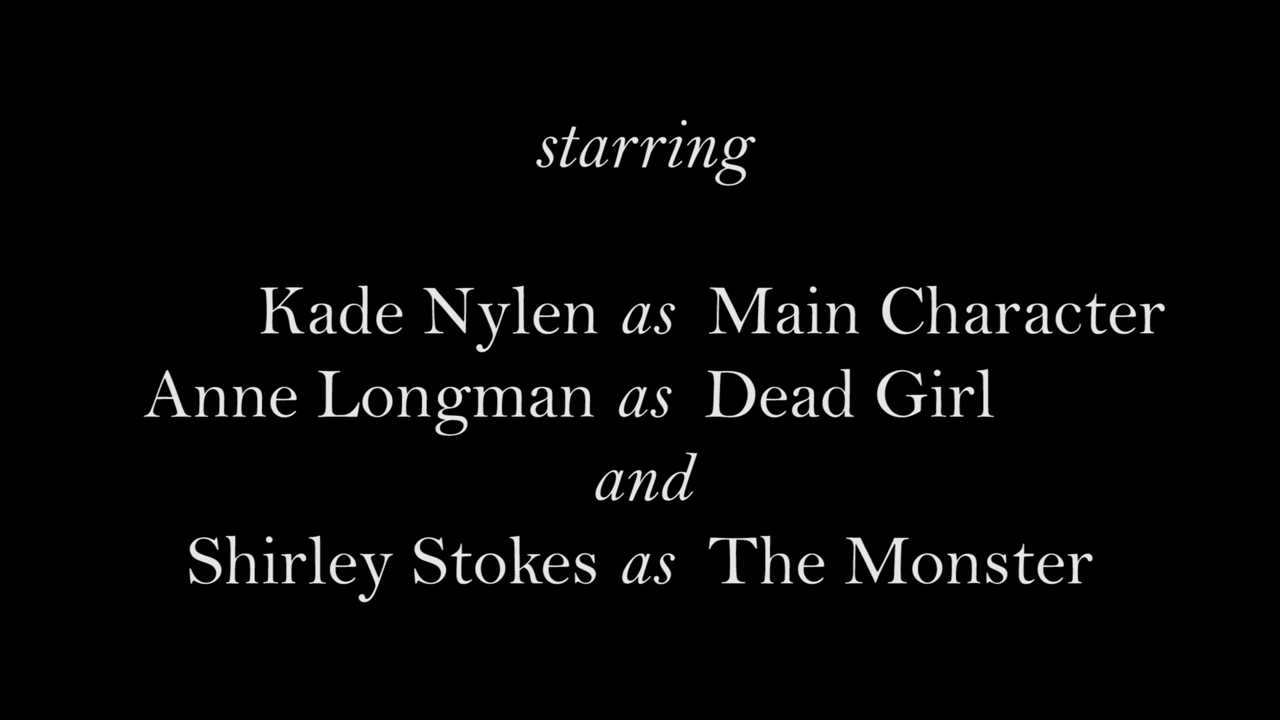 starring
Kade Nylen as Main Character
Anne Longman as Dead Girl
and
Shirley Stokes as The Monster